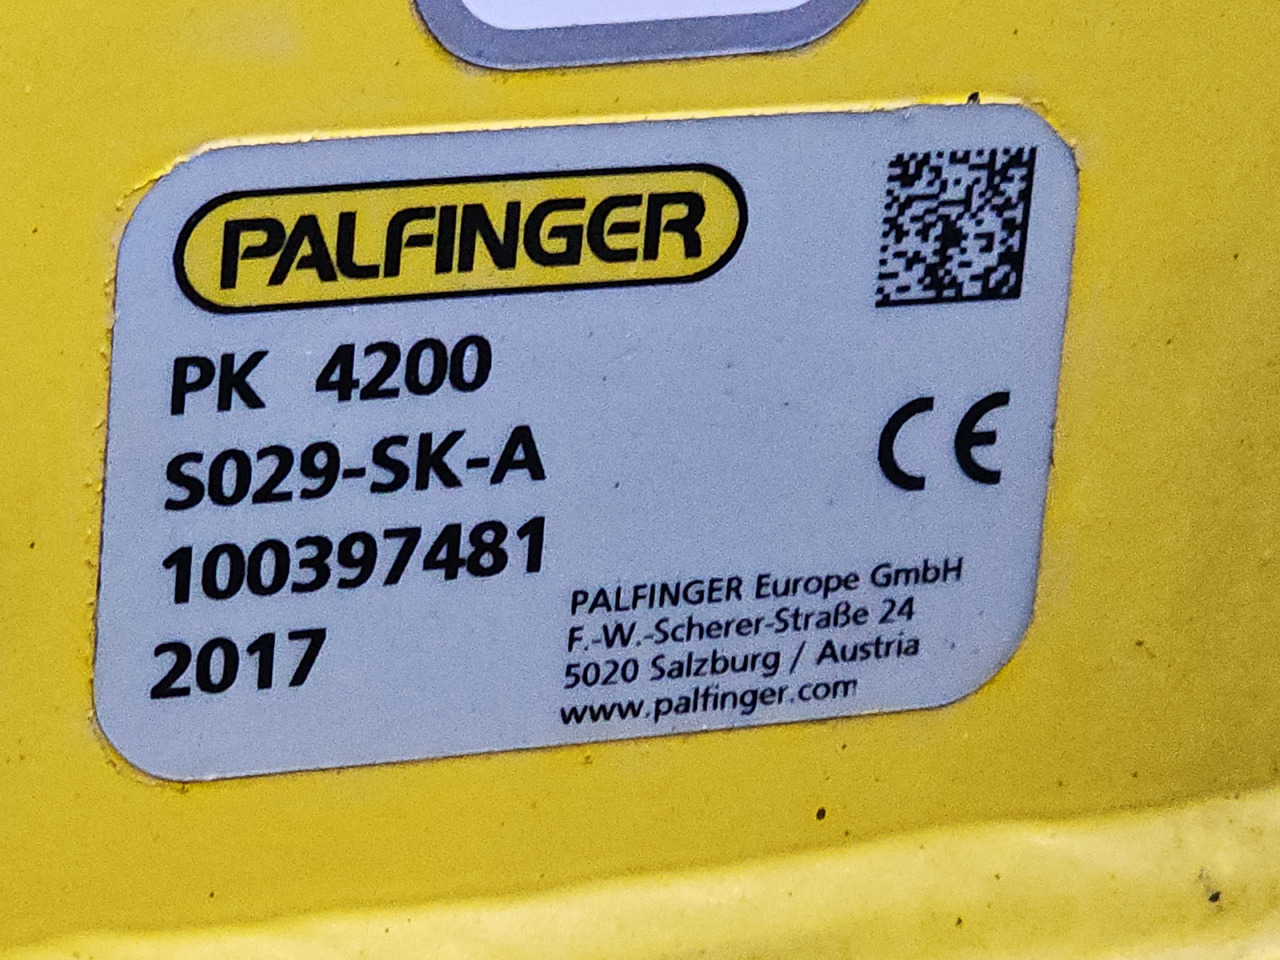 PALFINGER
PK 4200
S029-SK-A
100397481
2017
CE
PALFINGER Europe GmbH
F.-W.-Scherer-Straße 24
5020 Salzburg / Austria
www.palfinger.com